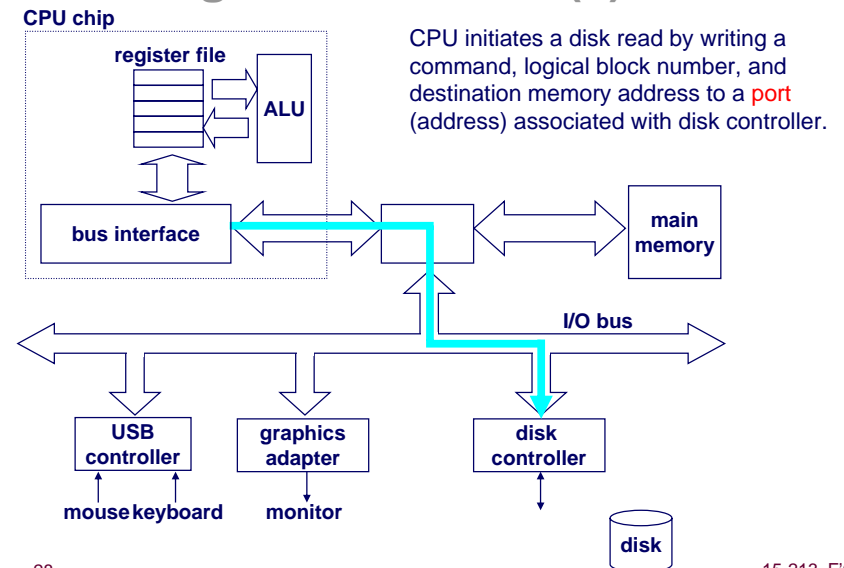 CPU chip
register file
ALU
CPU initiates a disk read by writing a
command, logical block number, and
destination memory address to a port
(address) associated with disk controller.
bus interface
main
memory
I/O bus
USB
controller
graphics
adapter
disk
controller
mouse keyboard
monitor
disk